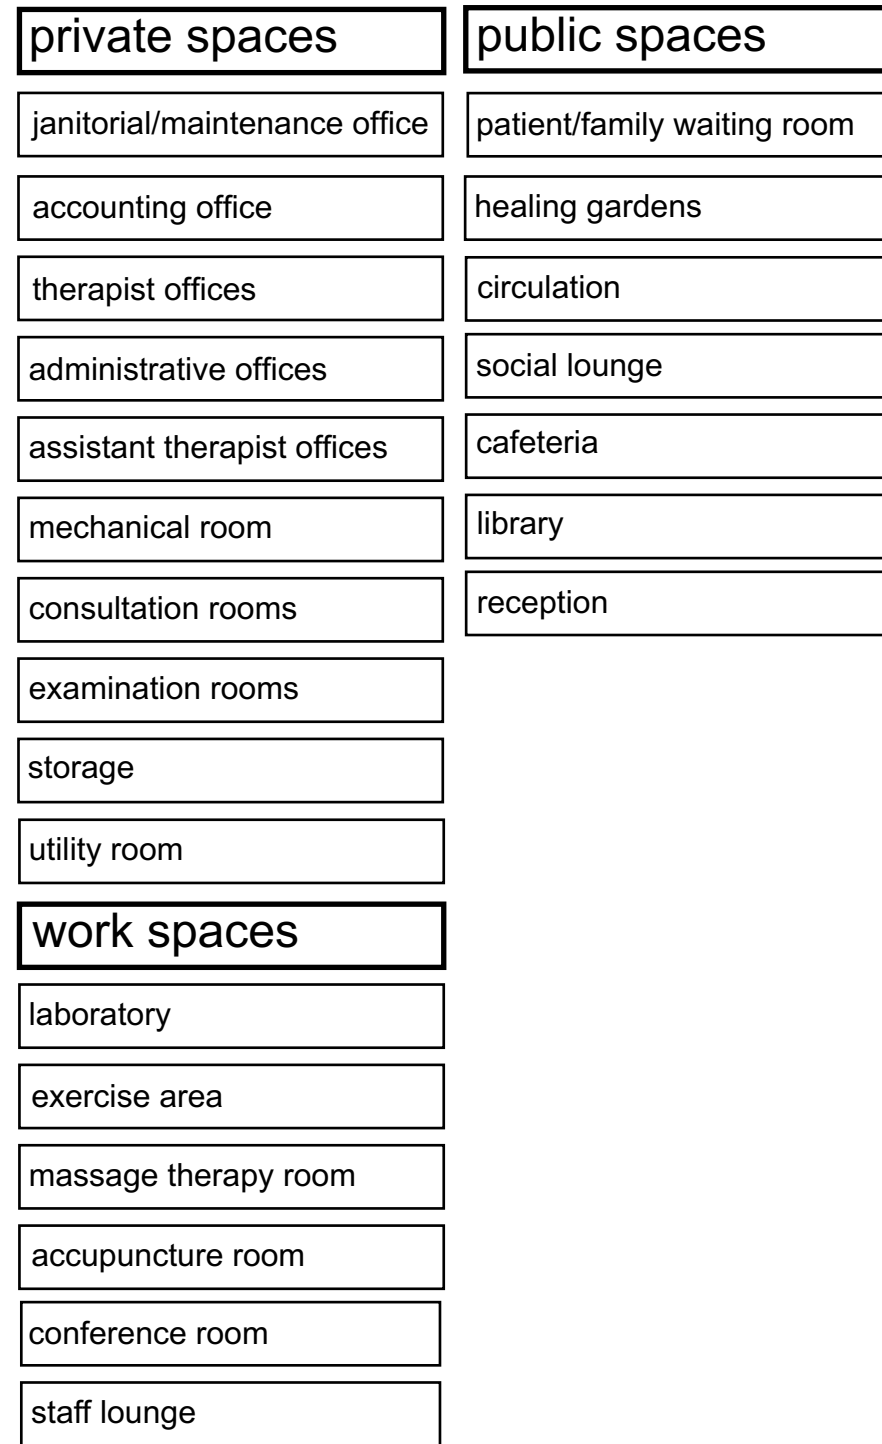 private spaces
janitorial/maintenance office
accounting office
therapist offices
administrative offices
assistant therapist offices
mechanical room
consultation rooms
examination rooms
storage
utility room
work spaces
laboratory
exercise area
massage therapy room
accupuncture room
conference room
staff lounge
public spaces
patient/family waiting room
healing gardens
circulation
social lounge
cafeteria
library
reception